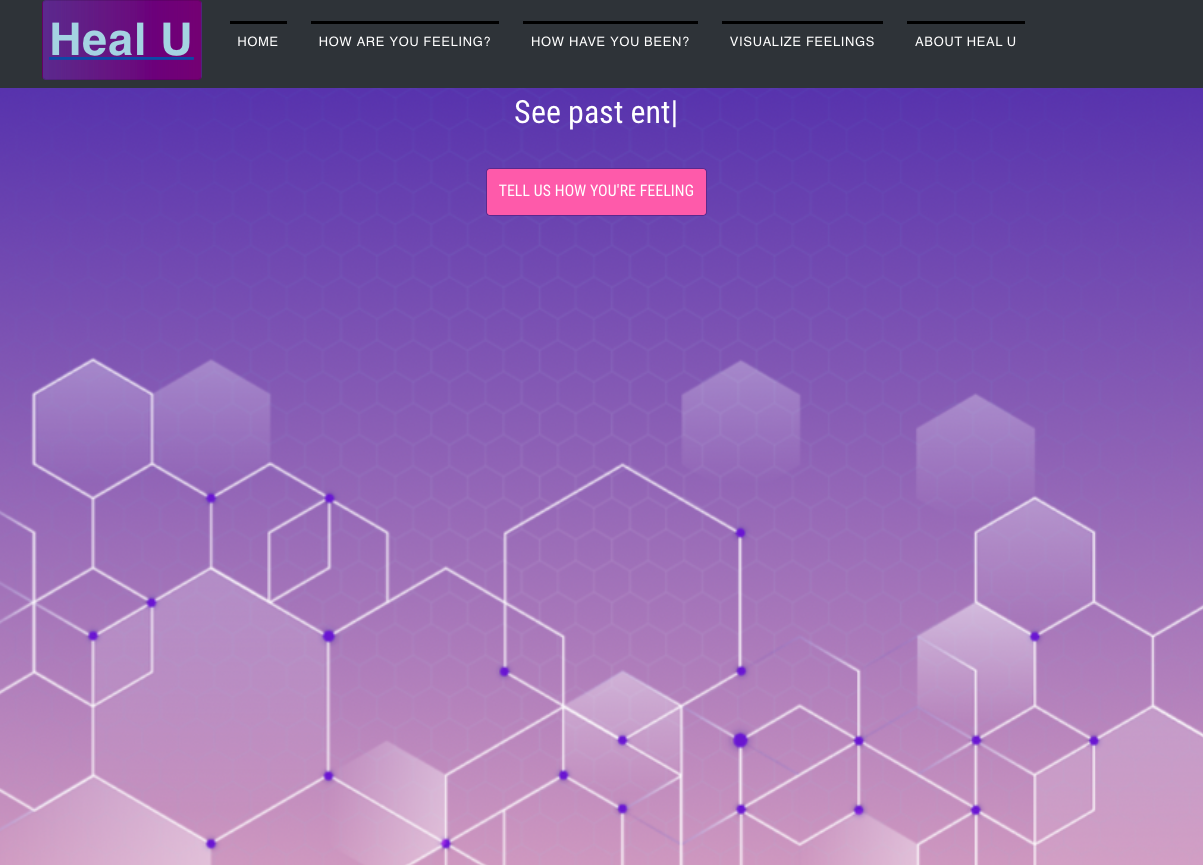 Heal U
HOME
HOW ARE YOU FEELING?
HOW HAVE YOU BEEN?
VISUALIZE FEELINGS
ABOUT HEAL U
See past ent|
TELL US HOW YOU'RE FEELING